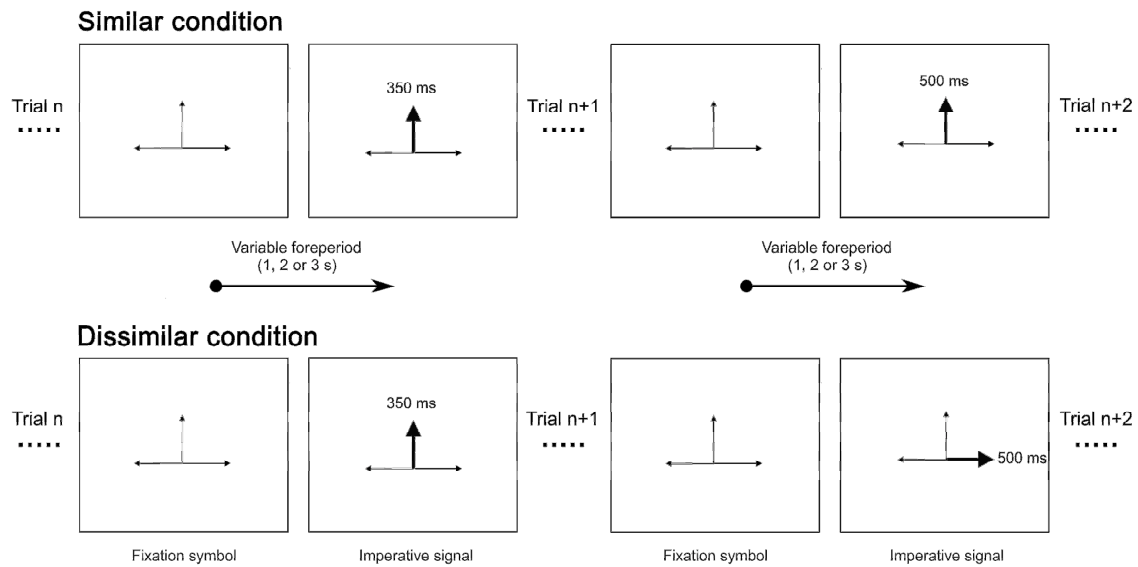 Similar condition
Trial n
.....
350 ms
Trial n+1
.....
500 ms
Trial n+2
.....
Variable foreperiod
(1, 2 or 3 s)
Variable foreperiod
(1, 2 or 3 s)
Dissimilar condition
Trial n
.....
350 ms
Trial n+1
.....
500 ms
Trial n+2
.....
Fixation symbol
Imperative signal
Fixation symbol
Imperative signal